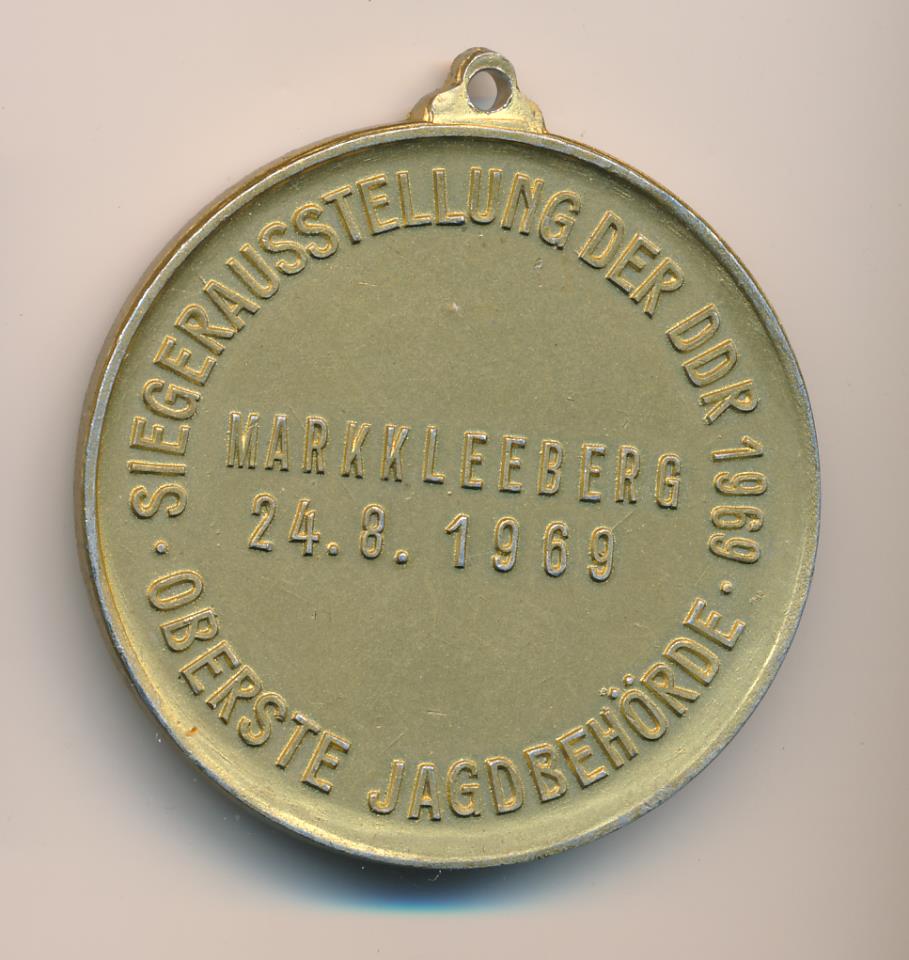 · SIEGERAUSSTELLUNG DER DDR 1969 ·
MARKKLEEBERG
24.8. 1969
OBERSTE JAGDBEHÖRDE